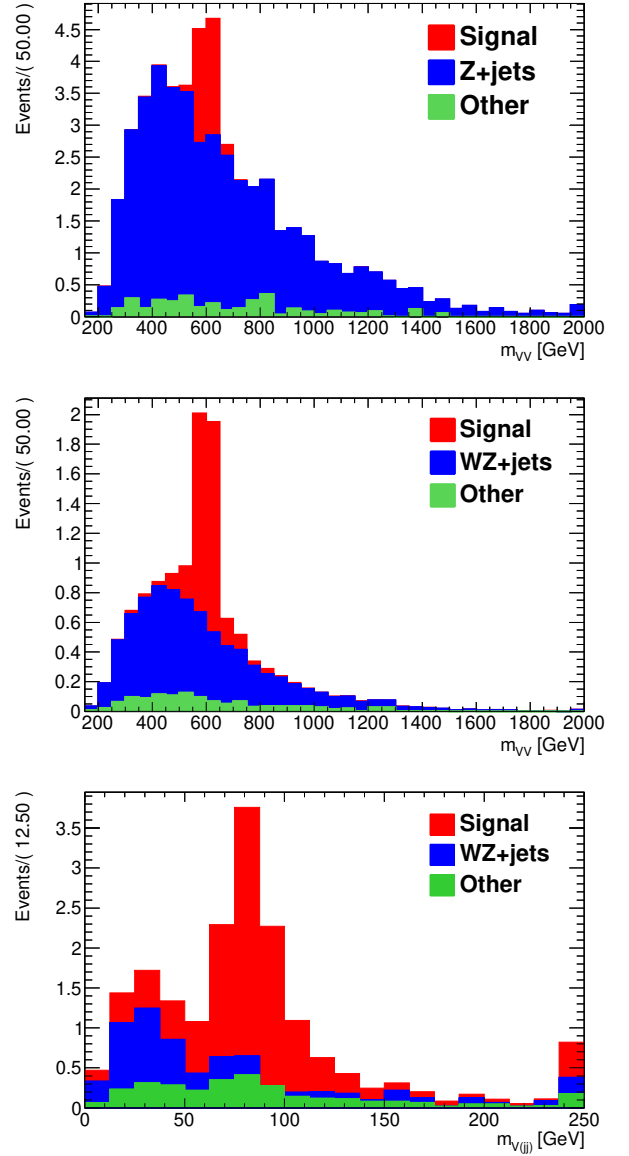 Events/( 50.00 )
4.5
4
3.5
3
2.5
2
1.5
1
0.5
0
Signal
Z+jets
Other
200 400 600 800 1000 1200 1400 1600 1800 2000
m_VV [GeV]
Events/( 50.00 )
2
1.8
1.6
1.4
1.2
1
0.8
0.6
0.4
0.2
0
Signal
WZ+jets
Other
200 400 600 800 1000 1200 1400 1600 1800 2000
m_VV [GeV]
Events/( 12.50 )
3.5
3
2.5
2
1.5
1
0.5
0
Signal
WZ+jets
Other
0 50 100 150 200 250
m_V(jj) [GeV]